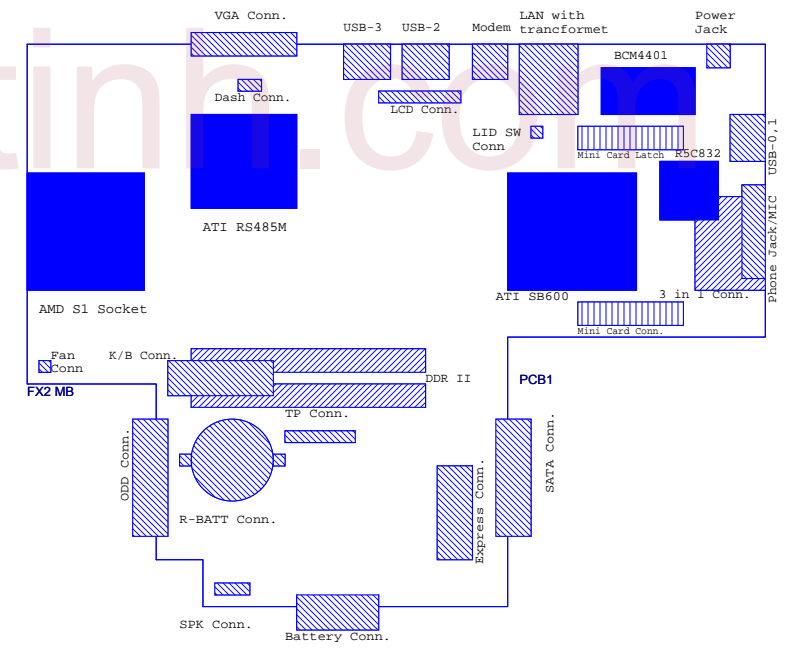 VGA Conn.
USB-3
USB-2
Modem
LAN with
trancformet
Power
Jack
BCM4401
Dash Conn.
LCD Conn.
LID SW
Conn
Mini Card Latch
R5C832
USB-0,1
ATI RS485M
Phone Jack/MIC
AMD S1 Socket
ATI SB600
3 in 1 Conn.
Mini Card Conn.
Fan
Conn
K/B Conn.
DDR II
FX2 MB
PCB1
TP Conn.
ODD Conn.
SATA Conn.
R-BATT Conn.
Express Conn.
SPK Conn.
Battery Conn.
tinh.com